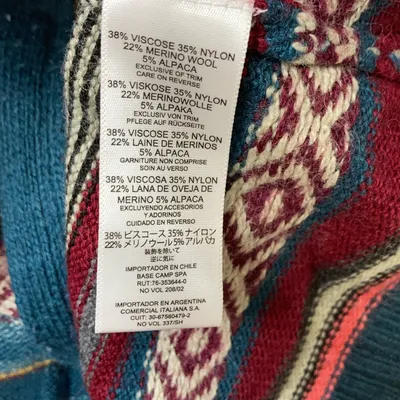 38% VISCOSE 35% NYLON
22% MERINO WOOL
5% ALPACA
EXCLUSIVE OF TRIM
CARE ON REVERSE
38% VISKOSE 35% NYLON
22% MERINOWOLLE
5% ALPAKA
EXCLUSIV VON TRIM
PFLEGE AUF RÜCKSEITE
38% VISCOSE 35% NYLON
22% LAINE DE MERINOS
5% ALPACA
GARNITURE NON COMPRISE
SOIN AU VERSO
38% VISCOSA 35% NYLON
22% LANA DE OVEJA DE
MERINO 5% ALPACA
EXCLUYENDO ACCESORIOS
Y ADORINOS
CUIDADO EN REVERSO
38% ビスコース 35% ナイロン
22% メリノウール 5% アルパカ
装飾を除いて
逆に気に
IMPORTADOR EN CHILE
BASE CAMP SPA
RUT:76-353644-0
NO VOL 208/02
IMPORTADOR EN ARGENTINA
COMERCIAL ITALIANA S.A.
CUIT: 30-67560479-2
NO VOL 337/SH